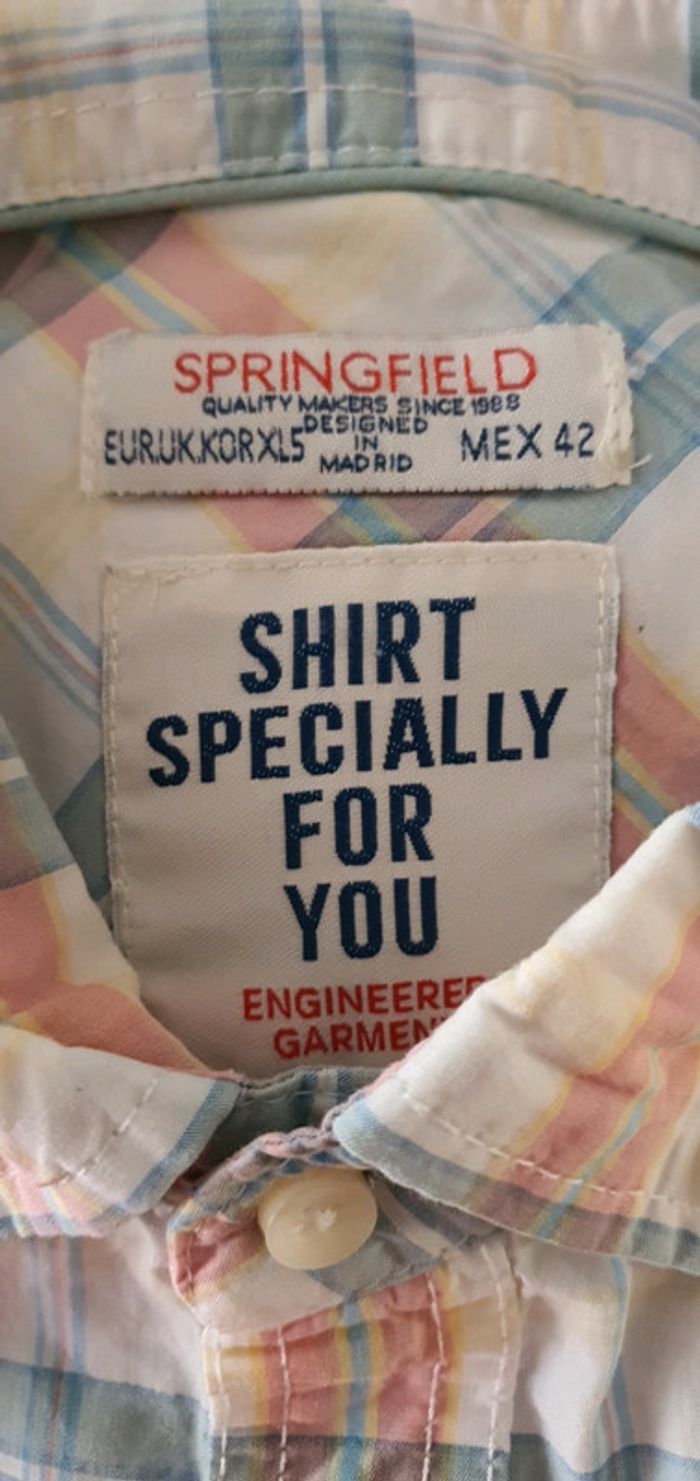 SPRINGFIELD
QUALITY MAKERS SINCE 1988
DESIGNED
IN
MADRID
EUR.UK.KOR XL5
MEX 42
SHIRT
SPECIALLY
FOR
YOU
ENGINEERED
GARMEN